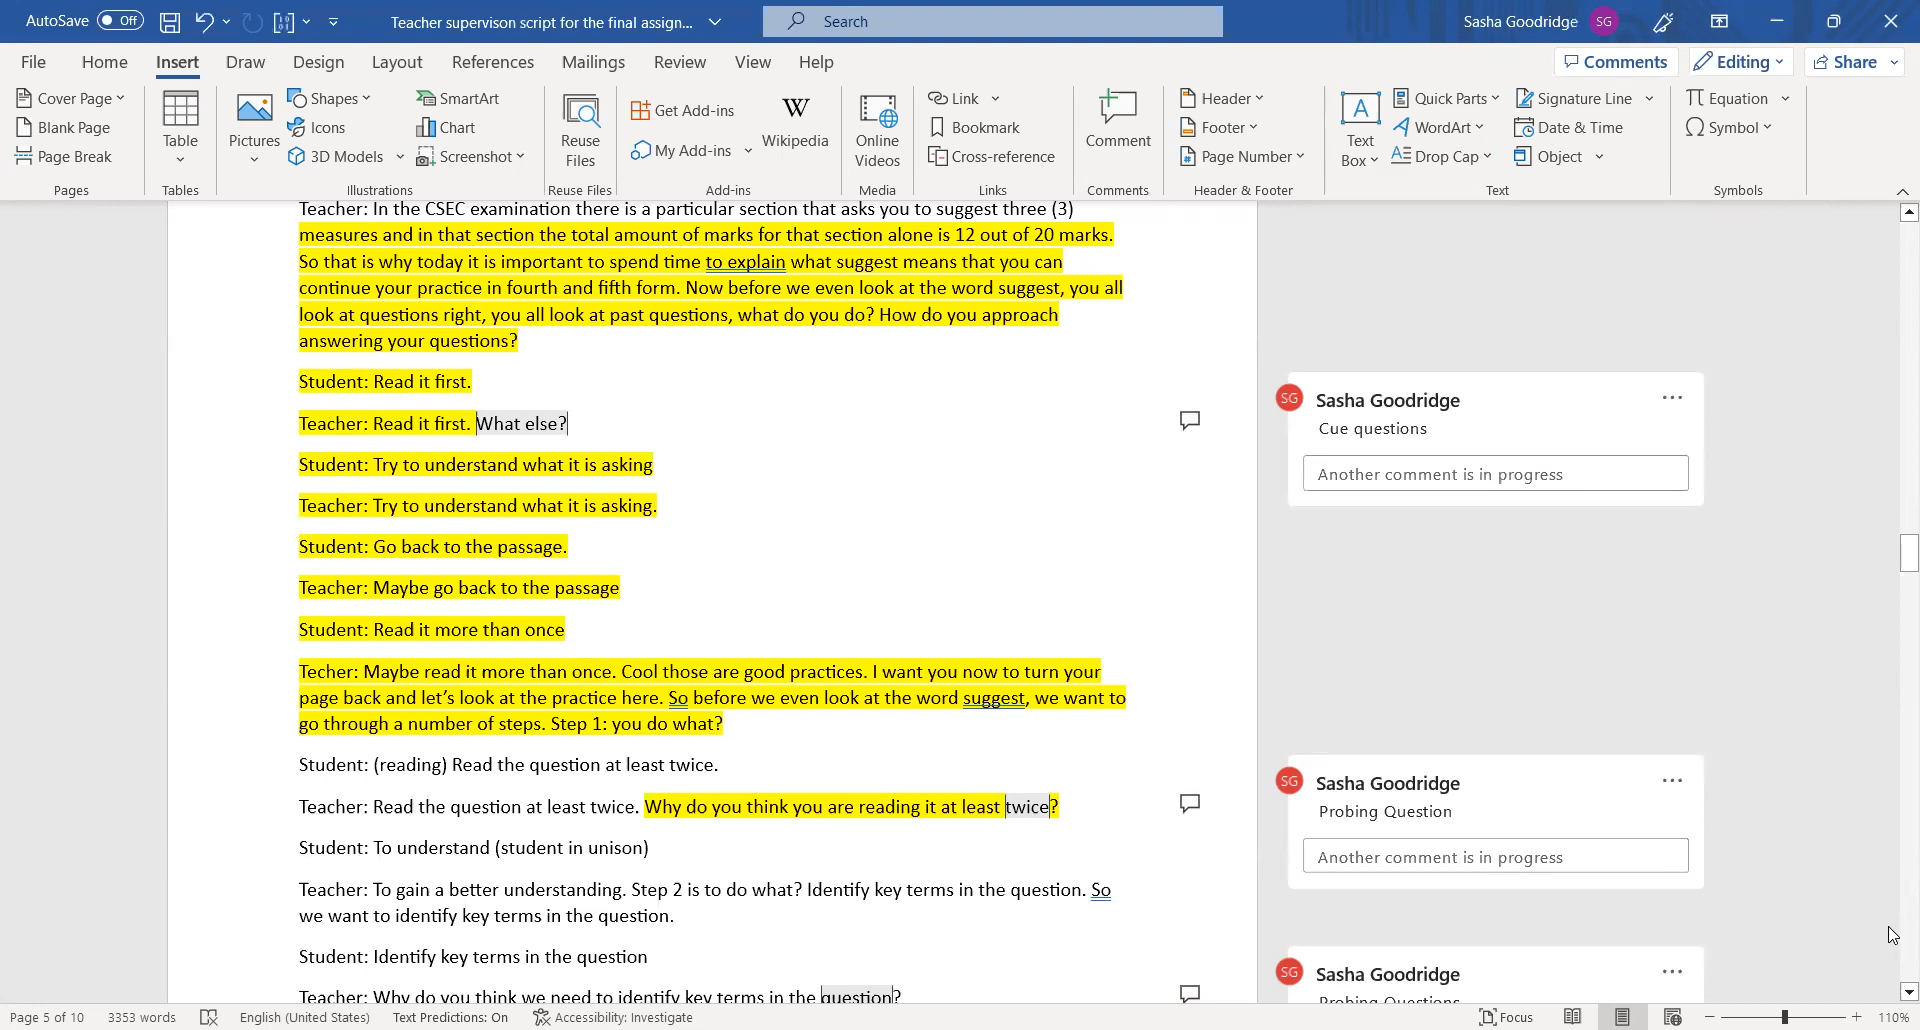 AutoSave Off Teacher supervison script for the final assign... Search Sasha Goodridge SG
File Home Insert Draw Design Layout References Mailings Review View Help Comments Editing Share
Cover Page
Blank Page
Page Break
Pages
Table
Tables
Pictures
Shapes
Icons
3D Models
SmartArt
Chart
Screenshot
Illustrations
Reuse
Files
Reuse Files
Get Add-ins
My Add-ins
W
Wikipedia
Add-ins
Online
Videos
Media
Link
Bookmark
Cross-reference
Links
Comment
Comments
Header
Footer
Page Number
Header & Footer
A
Text
Box
Quick Parts
WordArt
Drop Cap
Signature Line
Date & Time
Object
Text
Equation
Symbol
Symbols
Teacher: In the CSEC examination there is a particular section that asks you to suggest three (3)
measures and in that section the total amount of marks for that section alone is 12 out of 20 marks.
So that is why today it is important to spend time to explain what suggest means that you can
continue your practice in fourth and fifth form. Now before we even look at the word suggest, you all
look at questions right, you all look at past questions, what do you do? How do you approach
answering your questions?
Student: Read it first.
Teacher: Read it first. What else?
Student: Try to understand what it is asking
Teacher: Try to understand what it is asking.
Student: Go back to the passage.
Teacher: Maybe go back to the passage
Student: Read it more than once
Techer: Maybe read it more than once. Cool those are good practices. I want you now to turn your
page back and let's look at the practice here. So before we even look at the word suggest, we want to
go through a number of steps. Step 1: you do what?
Student: (reading) Read the question at least twice.
Teacher: Read the question at least twice. Why do you think you are reading it at least twice?
Student: To understand (student in unison)
Teacher: To gain a better understanding. Step 2 is to do what? Identify key terms in the question. So
we want to identify key terms in the question.
Student: Identify key terms in the question
Teacher: Why do you think we need to identify key terms in the question?
SG Sasha Goodridge
Cue questions
Another comment is in progress
SG Sasha Goodridge
Probing Question
Another comment is in progress
SG Sasha Goodridge
Probing Questions
Page 5 of 10 3353 words English (United States) Text Predictions: On Accessibility: Investigate Focus 110%